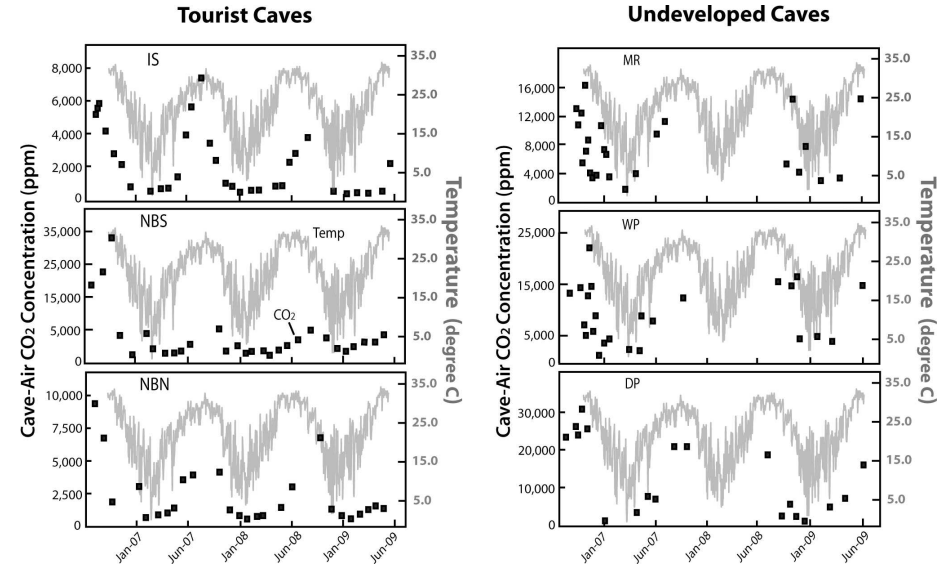 Tourist Caves
Undeveloped Caves
Cave-Air CO2 Concentration (ppm)
IS
8,000
6,000
4,000
2,000
0
35.0
25.0
15.0
5.0
NBS
Temp
CO2
35,000
25,000
15,000
5,000
0
35.0
25.0
15.0
5.0
NBN
10,000
7,500
5,000
2,500
0
35.0
25.0
15.0
5.0
Jan-07
Jun-07
Jan-08
Jun-08
Jan-09
Jun-09
Temperature (degree C)
Cave-Air CO2 Concentration (ppm)
MR
16,000
12,000
8,000
4,000
0
35.0
25.0
15.0
5.0
WP
25,000
15,000
5,000
0
35.0
25.0
15.0
5.0
DP
30,000
20,000
10,000
0
35.0
25.0
15.0
5.0
Jan-07
Jun-07
Jan-08
Jun-08
Jan-09
Jun-09
Temperature (degree C)